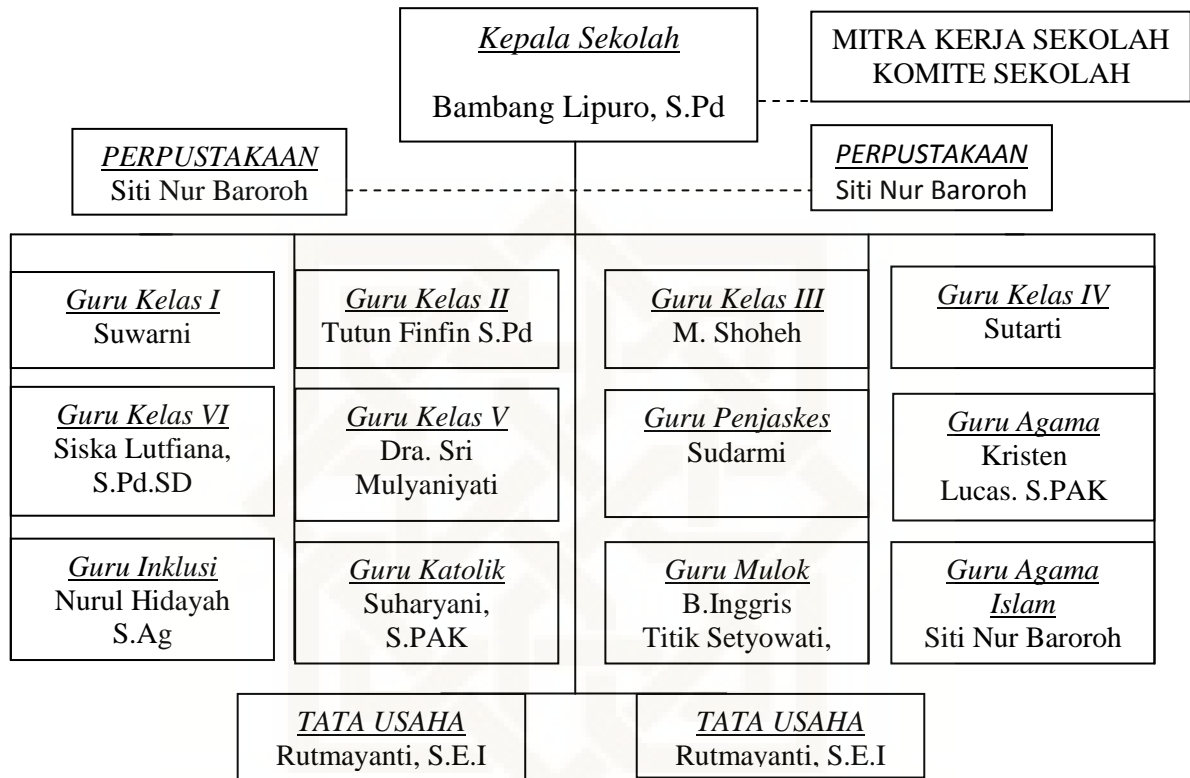 Kepala Sekolah
Bambang Lipuro, S.Pd
MITRA KERJA SEKOLAH
KOMITE SEKOLAH
PERPUSTAKAAN
Siti Nur Baroroh
PERPUSTAKAAN
Siti Nur Baroroh
Guru Kelas I
Suwarni
Guru Kelas II
Tutun Finfin S.Pd
Guru Kelas III
M. Shoheh
Guru Kelas IV
Sutarti
Guru Kelas VI
Siska Lutfiana,
S.Pd.SD
Guru Kelas V
Dra. Sri
Mulyaniyati
Guru Penjaskes
Sudarmi
Guru Agama
Kristen
Lucas. S.PAK
Guru Inklusi
Nurul Hidayah
S.Ag
Guru Katolik
Suharyani,
S.PAK
Guru Mulok
B.Inggris
Titik Setyowati,
Guru Agama
Islam
Siti Nur Baroroh
TATA USAHA
Rutmayanti, S.E.I
TATA USAHA
Rutmayanti, S.E.I